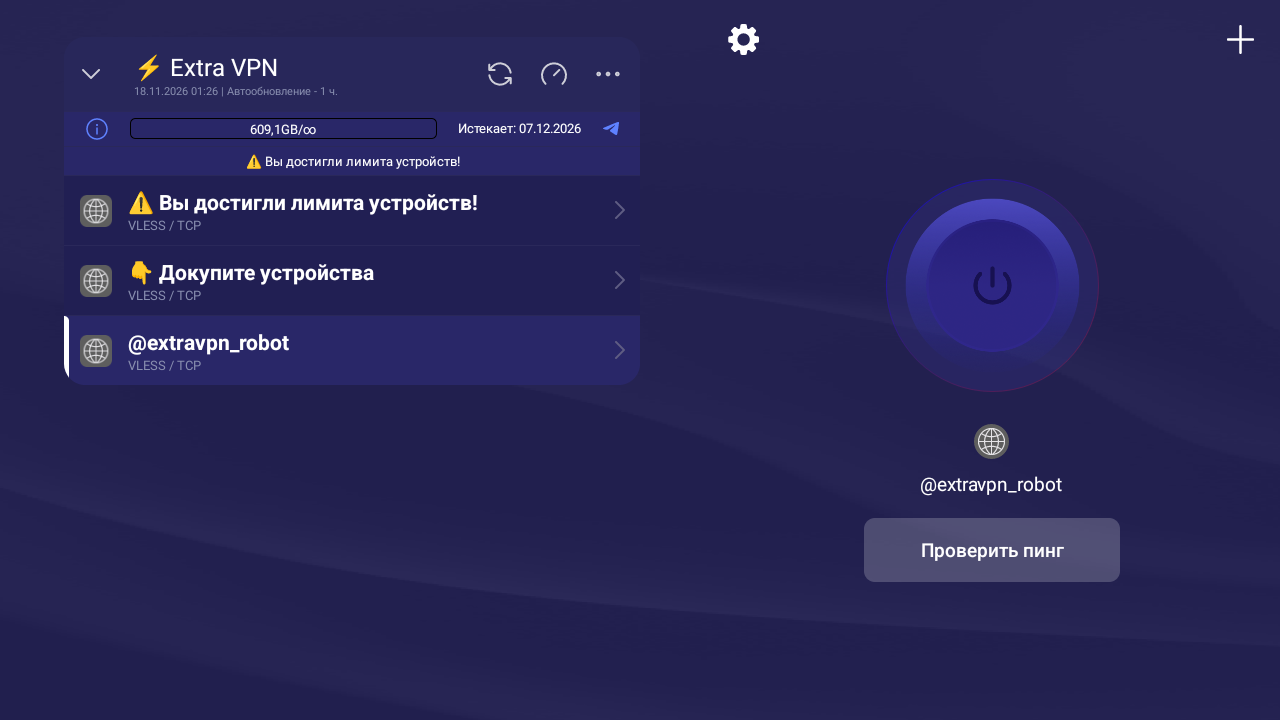 ⚡ Extra VPN
18.11.2026 01:26 | Автообновление - 1 ч.
609,1GB/∞
Истекает: 07.12.2026
⚠️ Вы достигли лимита устройств!
⚠️ Вы достигли лимита устройств!
VLESS / TCP
👇 Докупите устройства
VLESS / TCP
@extravpn_robot
VLESS / TCP
@extravpn_robot
Проверить пинг